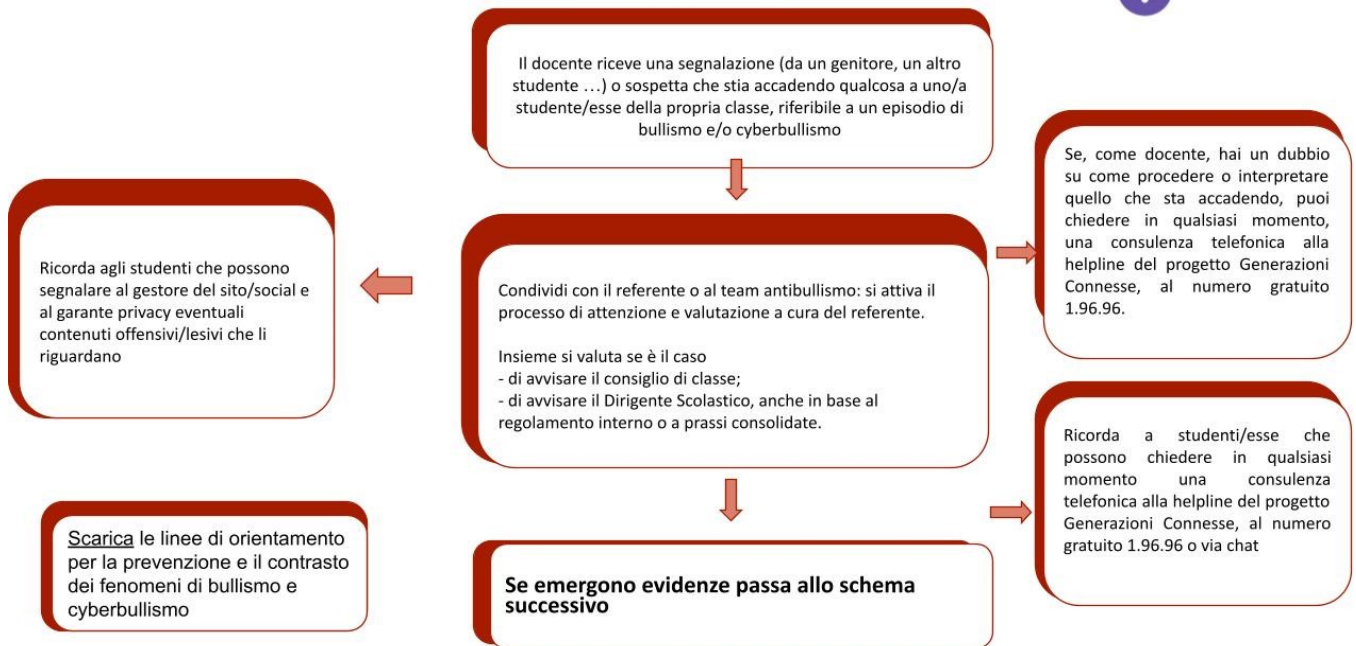 Il docente riceve una segnalazione (da un genitore, un altro
studente …) o sospetta che stia accadendo qualcosa a uno/a
studente/esse della propria classe, riferibile a un episodio di
bullismo e/o cyberbullismo
Se, come docente, hai un dubbio
su come procedere o interpretare
quello che sta accadendo, puoi
chiedere in qualsiasi momento,
una consulenza telefonica alla
helpline del progetto Generazioni
Connesse, al numero gratuito
1.96.96.
Ricorda agli studenti che possono
segnalare al gestore del sito/social e
al garante privacy eventuali
contenuti offensivi/lesivi che li
riguardano
Condividi con il referente o al team antibullismo: si attiva il
processo di attenzione e valutazione a cura del referente.
Insieme si valuta se è il caso
- di avvisare il consiglio di classe;
- di avvisare il Dirigente Scolastico, anche in base al
regolamento interno o a prassi consolidate.
Ricorda a studenti/esse che
possono chiedere in qualsiasi
momento una consulenza
telefonica alla helpline del progetto
Generazioni Connesse, al numero
gratuito 1.96.96 o via chat
Scarica le linee di orientamento
per la prevenzione e il contrasto
dei fenomeni di bullismo e
cyberbullismo
Se emergono evidenze passa allo schema
successivo